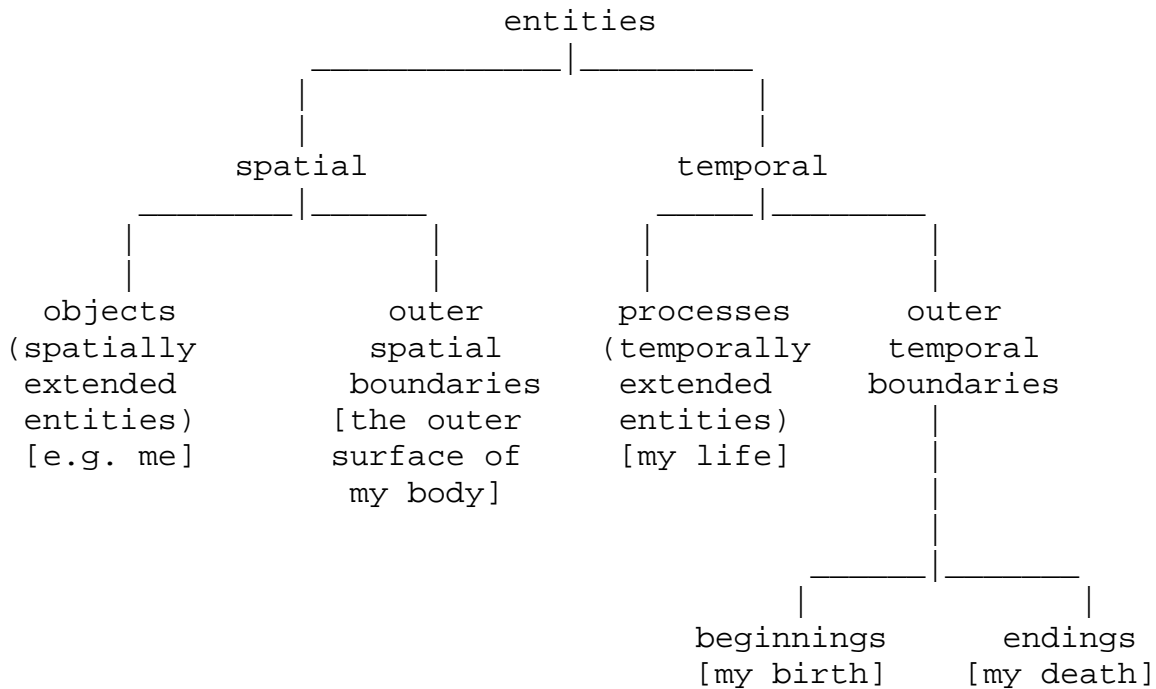 entities
spatial temporal
objects outer processes outer
(spatially spatial (temporally temporal
extended boundaries extended boundaries
entities) [the outer entities)
[e.g. me] surface of [my life]
my body]
beginnings endings
[my birth] [my death]